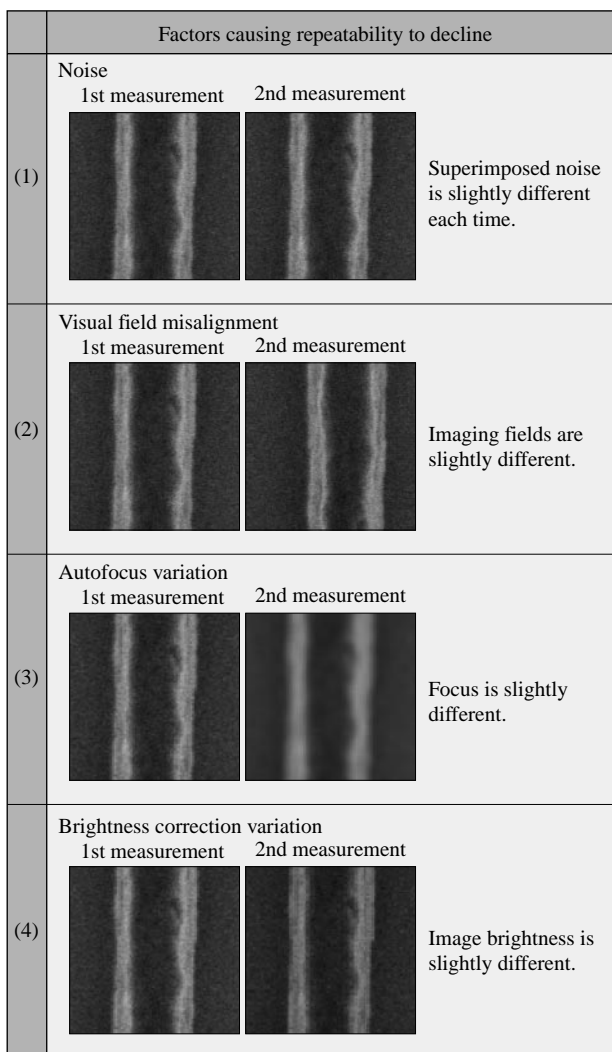 Factors causing repeatability to decline
(1)
Noise
1st measurement 2nd measurement
Superimposed noise
is slightly different
each time.
(2)
Visual field misalignment
1st measurement 2nd measurement
Imaging fields are
slightly different.
(3)
Autofocus variation
1st measurement 2nd measurement
Focus is slightly
different.
(4)
Brightness correction variation
1st measurement 2nd measurement
Image brightness is
slightly different.